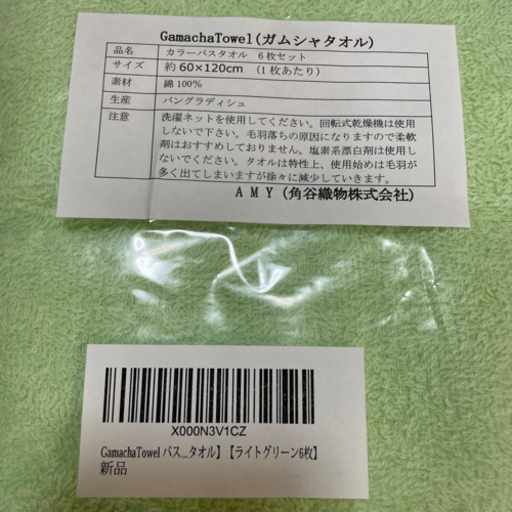 GamachaTowel(ガムシャタオル)
品名 カラーバスタオル 6枚セット
サイズ 約60×120cm (1枚あたり)
素材 綿100%
生産 バングラディシュ
注意 洗濯ネットを使用してください。回転式乾燥機は使用
しないで下さい。毛羽落ちの原因になりますので柔軟
剤はおすすめしておりません。塩素系漂白剤は使用し
ないでください。タオルは特性上、使用始めは毛羽が
多く出てしまいますが徐々に減少していきます。
AMY(角谷織物株式会社)
X000N3V1CZ
GamachaTowel バス...タオル】【ライトグリーン6枚】
新品